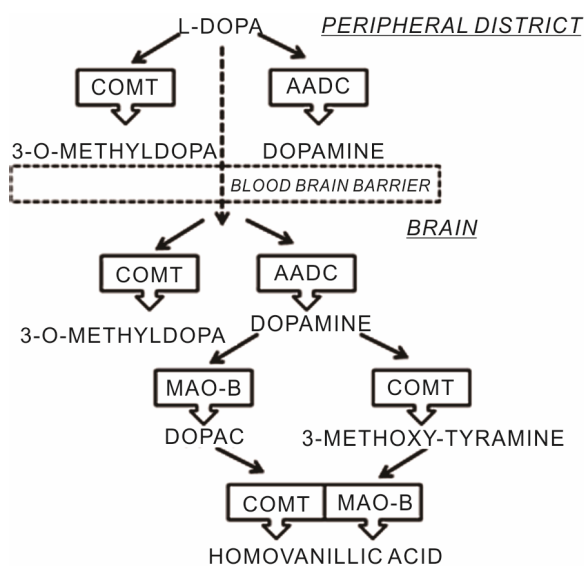 L-DOPA PERIPHERAL DISTRICT
COMT AADC
3-O-METHYLDOPA DOPAMINE
BLOOD BRAIN BARRIER
BRAIN
COMT AADC
3-O-METHYLDOPA DOPAMINE
MAO-B COMT
DOPAC 3-METHOXY-TYRAMINE
COMT MAO-B
HOMOVANILLIC ACID